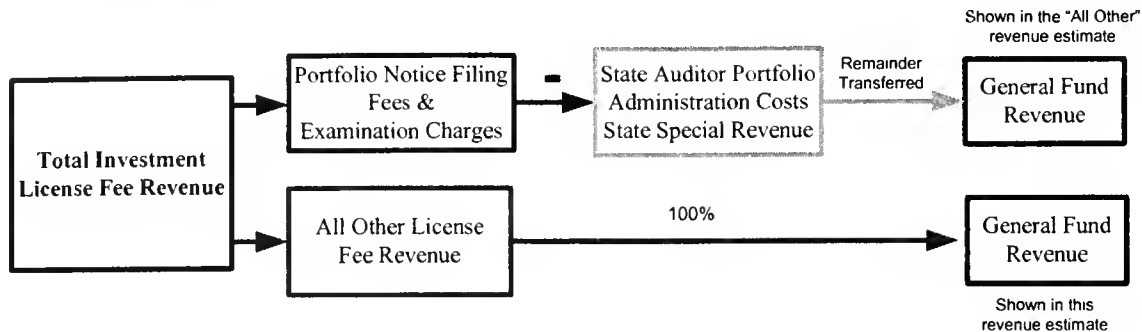 Shown in the "All Other"
revenue estimate
Total Investment
License Fee Revenue
Portfolio Notice Filing
Fees &
Examination Charges
-
State Auditor Portfolio
Administration Costs
State Special Revenue
Remainder
Transferred
General Fund
Revenue
All Other License
Fee Revenue
100%
General Fund
Revenue
Shown in this
revenue estimate